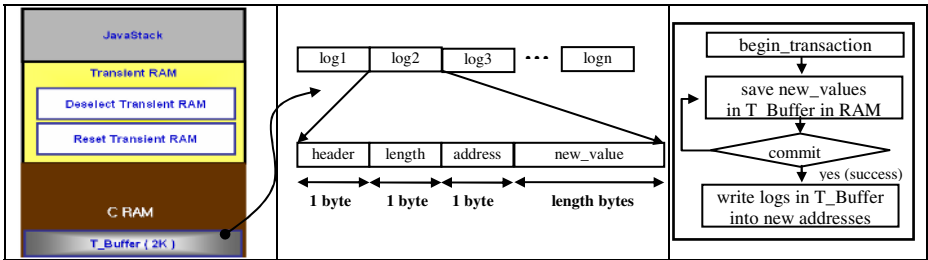 JavaStack
Transient RAM
Deselect Transient RAM
Reset Transient RAM
C RAM
T_Buffer ( 2K )
log1 log2 log3 ••• logn
header length address new_value
1 byte 1 byte 1 byte length bytes
begin_transaction
save new_values
in T_Buffer in RAM
commit
yes (success)
write logs in T_Buffer
into new addresses